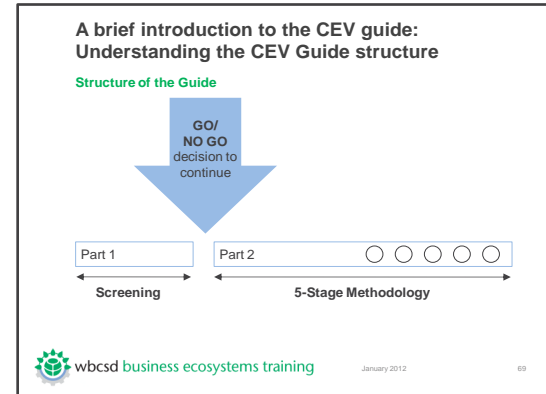 A brief introduction to the CEV guide:
Understanding the CEV Guide structure
Structure of the Guide
GO/
NO GO
decision to
continue
Part 1
Part 2
Screening
5-Stage Methodology
wbcsd business ecosystems training
January 2012
69